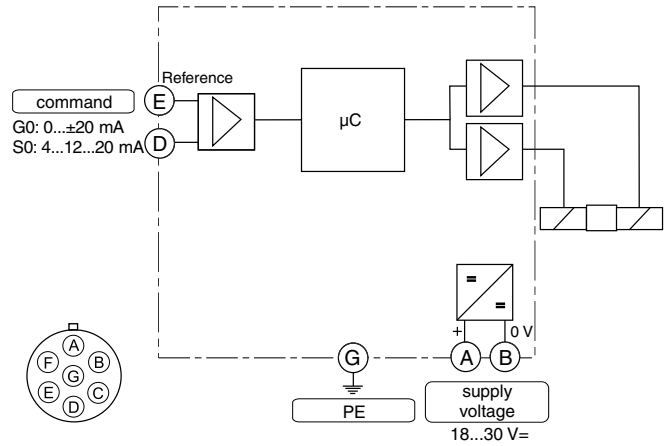 Reference
command
E
G0: 0...±20 mA
S0: 4...12...20 mA
D
µC
=
=
+
0 V
G
A
B
PE
supply
voltage
18...30 V=
A
F
B
G
E
C
D